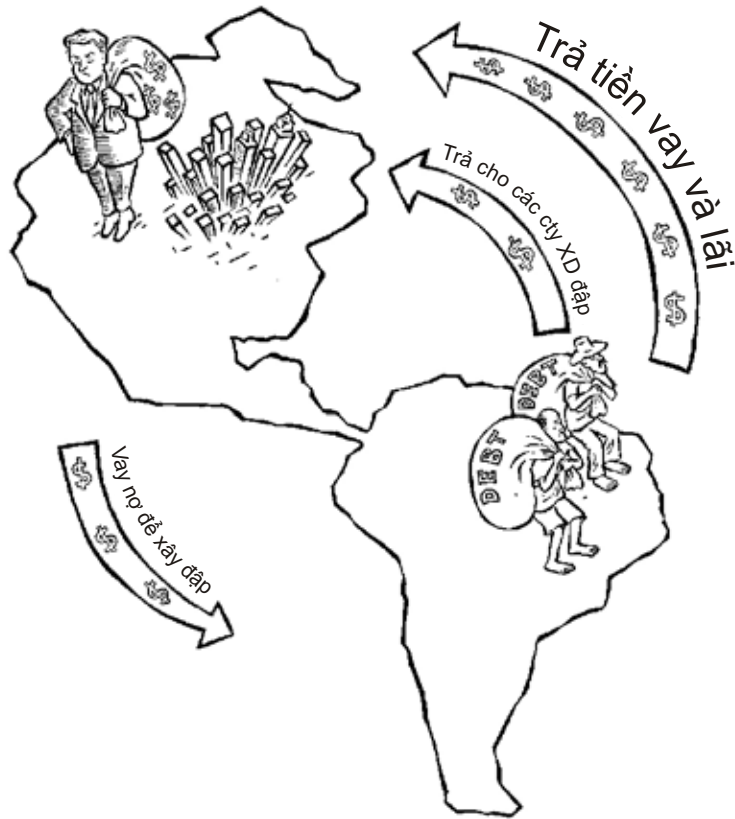 Trả tiền vay và lãi
Trả cho các cty XD đập
DEBT
DEBT
Vay nợ để xây đập